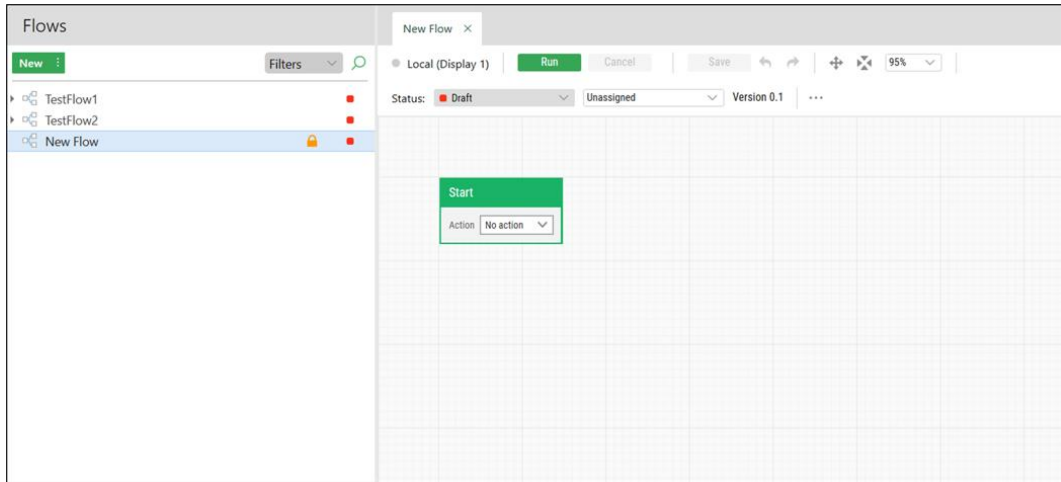 Flows
New
Filters
TestFlow1
TestFlow2
New Flow
New Flow
Local (Display 1) Run Cancel Save 95%
Status: Draft Unassigned Version 0.1
Start
Action No action